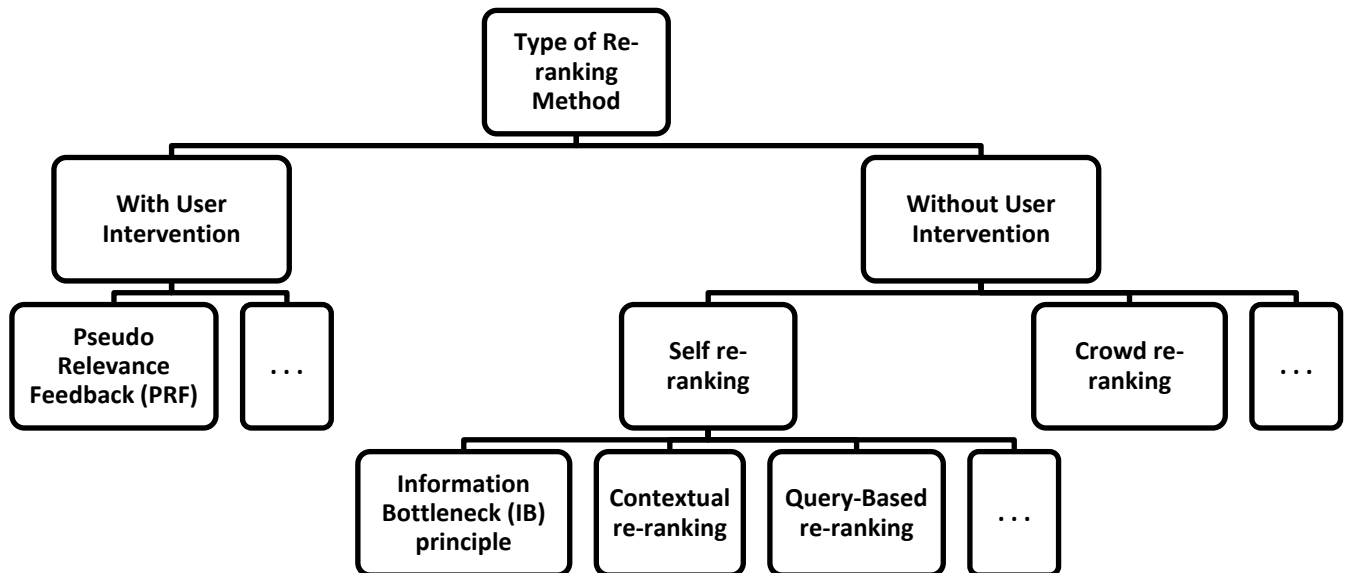 Type of Re-
ranking
Method
With User
Intervention
Without User
Intervention
Pseudo
Relevance
Feedback (PRF)
...
Self re-
ranking
Crowd re-
ranking
...
Information
Bottleneck (IB)
principle
Contextual
re-ranking
Query-Based
re-ranking
...